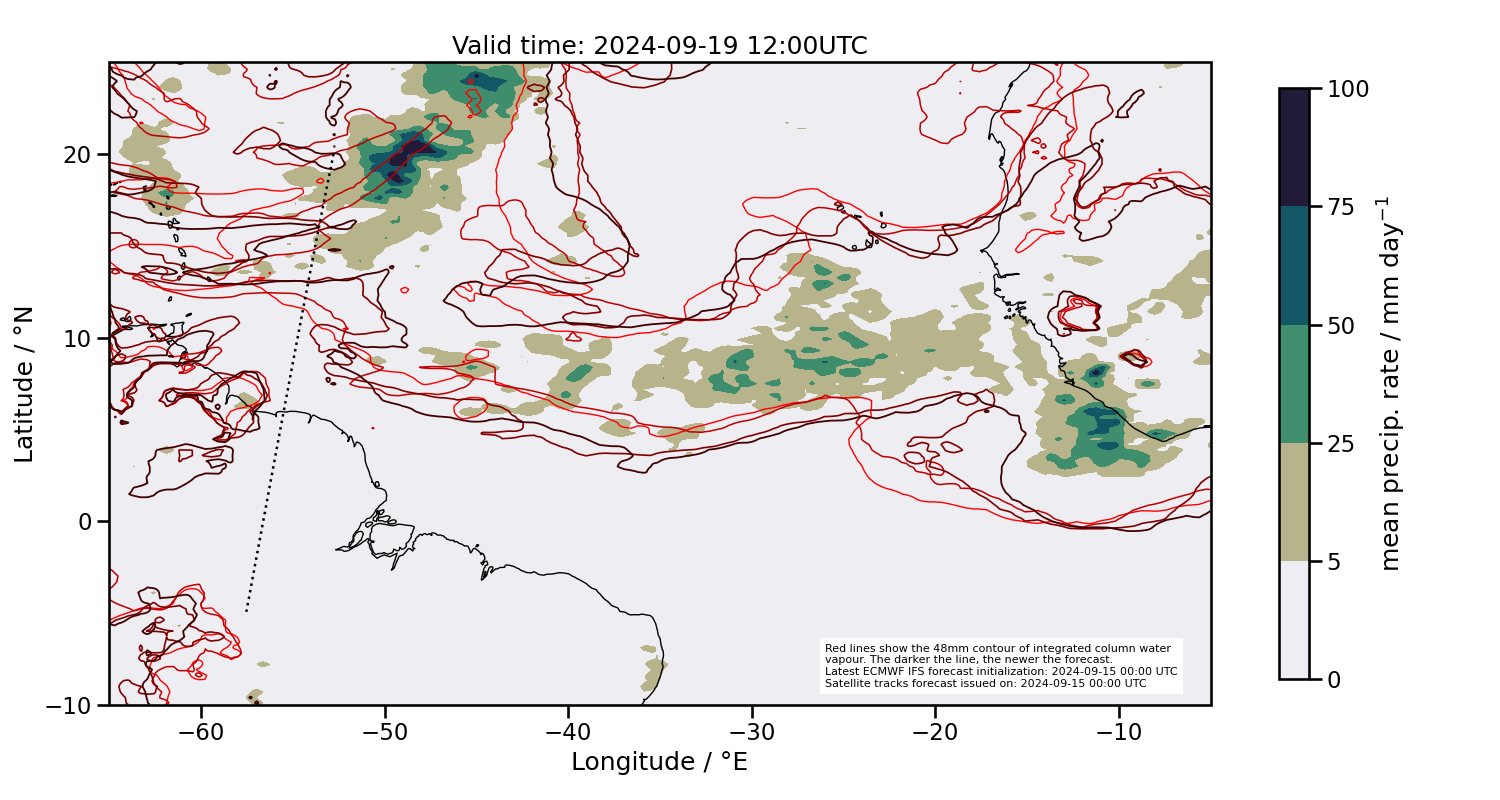 Valid time: 2024-09-19 12:00UTC
20
10
0
−10
Latitude / °N
−60
−50
−40
−30
−20
−10
Longitude / °E
Red lines show the 48mm contour of integrated column water
vapour. The darker the line, the newer the forecast.
Latest ECMWF IFS forecast initialization: 2024-09-15 00:00 UTC
Satellite tracks forecast issued on: 2024-09-15 00:00 UTC
100
75
50
25
5
0
mean precip. rate / mm day⁻¹